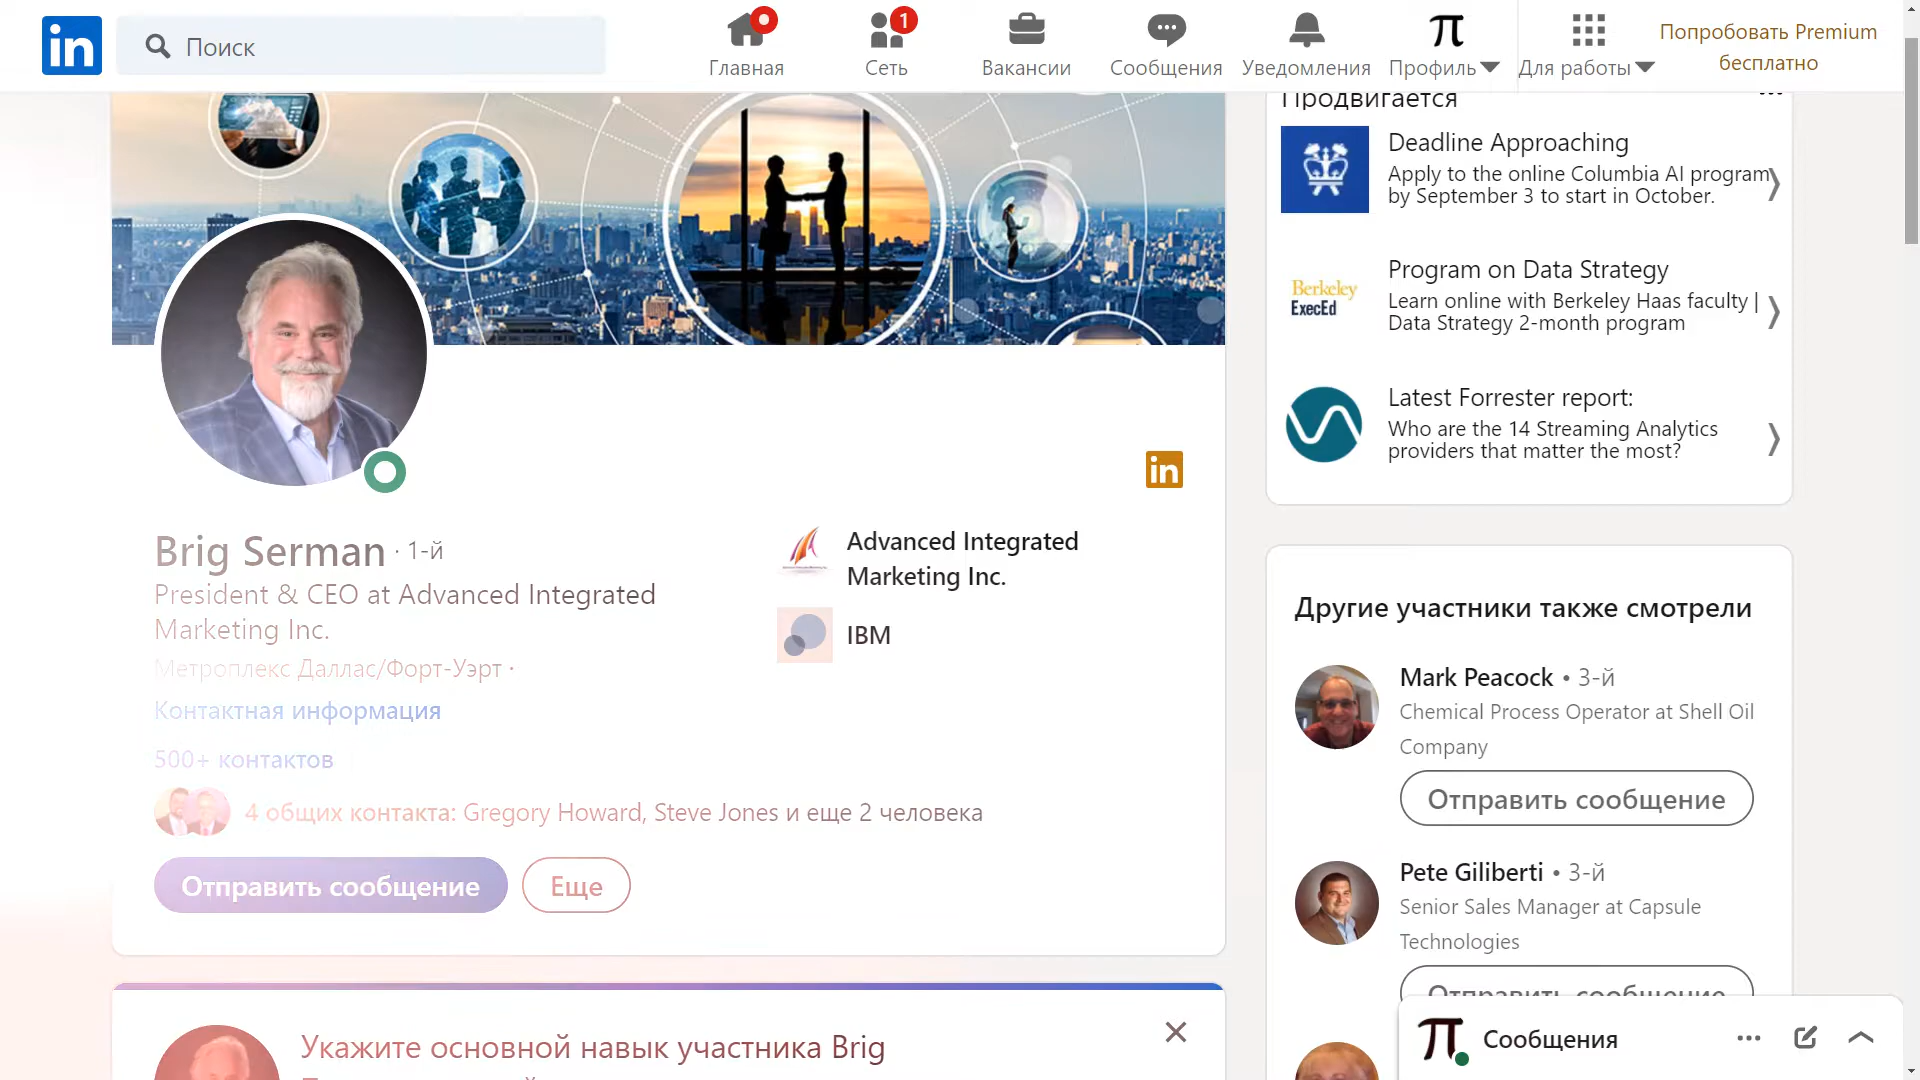 in
Поиск
Главная
1
Сеть
Вакансии
Сообщения
Уведомления
Профиль
Для работы
Попробовать Premium
бесплатно
Brig Serman · 1-й
President & CEO at Advanced Integrated
Marketing Inc.
Метроплекс Даллас/Форт-Уэрт ·
Контактная информация
500+ контактов
4 общих контакта: Gregory Howard, Steve Jones и еще 2 человека
Отправить сообщение
Еще
in
Advanced Integrated
Marketing Inc.
IBM
Укажите основной навык участника Brig
Продвигается
Deadline Approaching
Apply to the online Columbia AI program
by September 3 to start in October.
Berkeley
ExecEd
Program on Data Strategy
Learn online with Berkeley Haas faculty |
Data Strategy 2-month program
Latest Forrester report:
Who are the 14 Streaming Analytics
providers that matter the most?
Другие участники также смотрели
Mark Peacock • 3-й
Chemical Process Operator at Shell Oil
Company
Отправить сообщение
Pete Giliberti • 3-й
Senior Sales Manager at Capsule
Technologies
Отправить сообщение
Сообщения